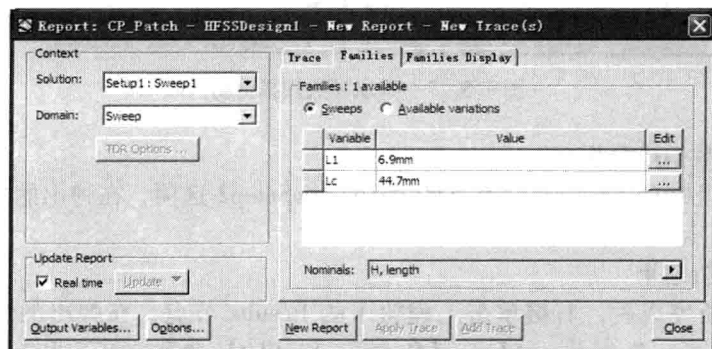 Report: CP_Patch - HFSSDesign1 - New Report - New Trace(s)
Context
Solution: Setup1 : Sweep1
Domain: Sweep
TDR Options ...
Update Report
Real time Update
Output Variables... Options...
Trace Families Families Display
Families : 1 available
Sweeps Available variations
Variable Value Edit
L1 6.9mm ...
Lc 44.7mm ...
Nominals: H, length
New Report Apply Trace Add Trace Close